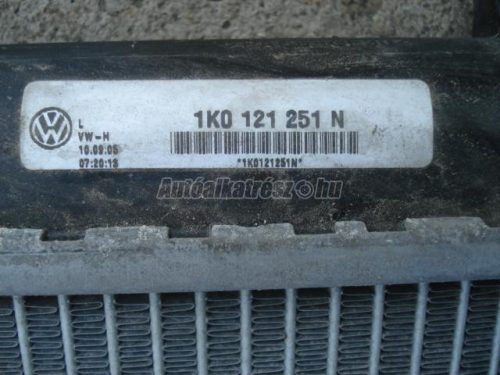 1K0 121 251 N
L
VW-H
10.09.05
07:20:13
*1K0121251N*
Autóalkatrész.hu